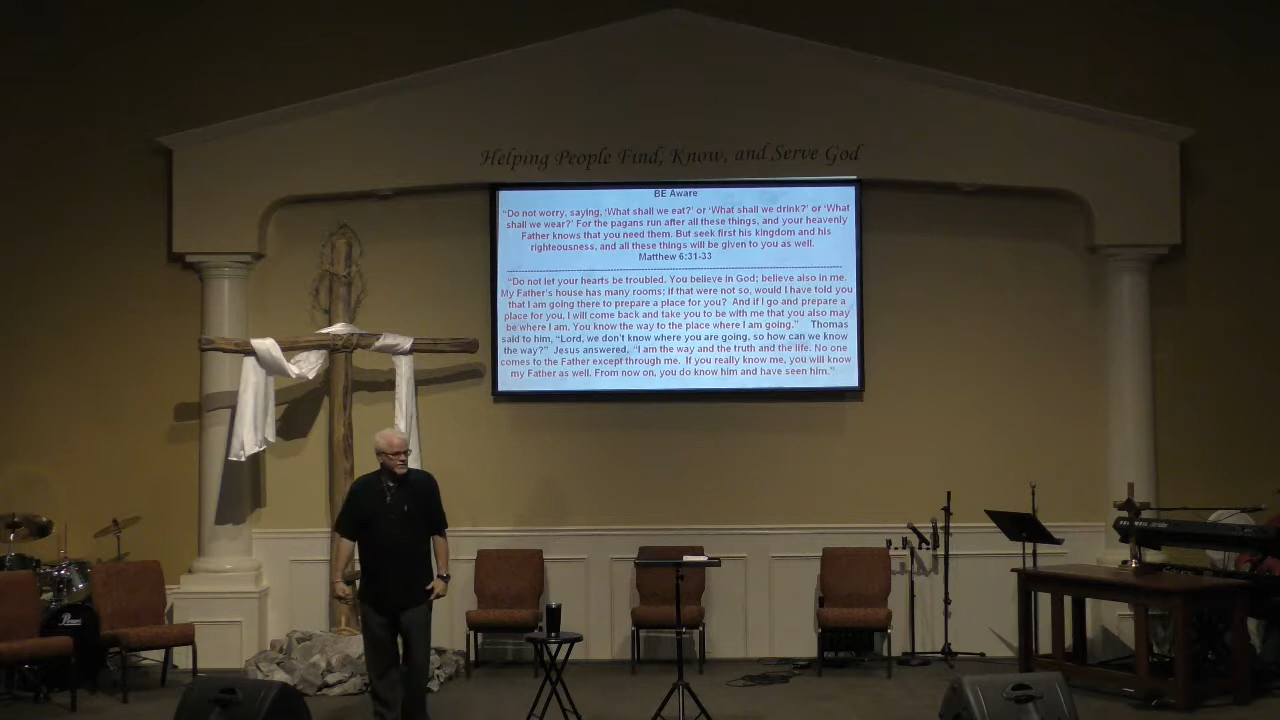 Helping People Find, Know, and Serve God
BE Aware
“Do not worry, saying, ‘What shall we eat?’ or ‘What shall we drink?’ or ‘What
shall we wear?’ For the pagans run after all these things, and your heavenly
Father knows that you need them. But seek first his kingdom and his
righteousness, and all these things will be given to you as well.
Matthew 6:31-33
“Do not let your hearts be troubled. You believe in God; believe also in me.
My Father’s house has many rooms; if that were not so, would I have told you
that I am going there to prepare a place for you? And if I go and prepare a
place for you, I will come back and take you to be with me that you also may
be where I am. You know the way to the place where I am going.” Thomas
said to him, “Lord, we don’t know where you are going, so how can we know
the way?” Jesus answered, “I am the way and the truth and the life. No one
comes to the Father except through me. If you really know me, you will know
my Father as well. From now on, you do know him and have seen him.”